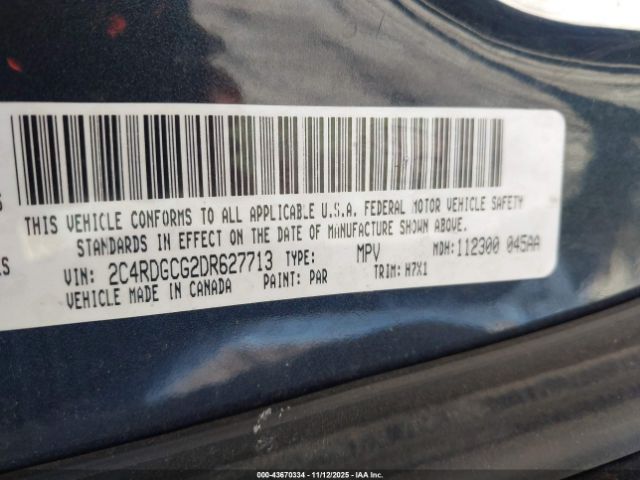 S
THIS VEHICLE CONFORMS TO ALL APPLICABLE U.S.A. FEDERAL MOTOR VEHICLE SAFETY
STANDARDS IN EFFECT ON THE DATE OF MANUFACTURE SHOWN ABOVE.
ES
VIN: 2C4RDGCG2DR627713 TYPE: MPV MDH:112300 045AA
VEHICLE MADE IN CANADA PAINT: PAR TRIM: H7X1
00-43670334 - 11/12/2025 - IAA Inc.